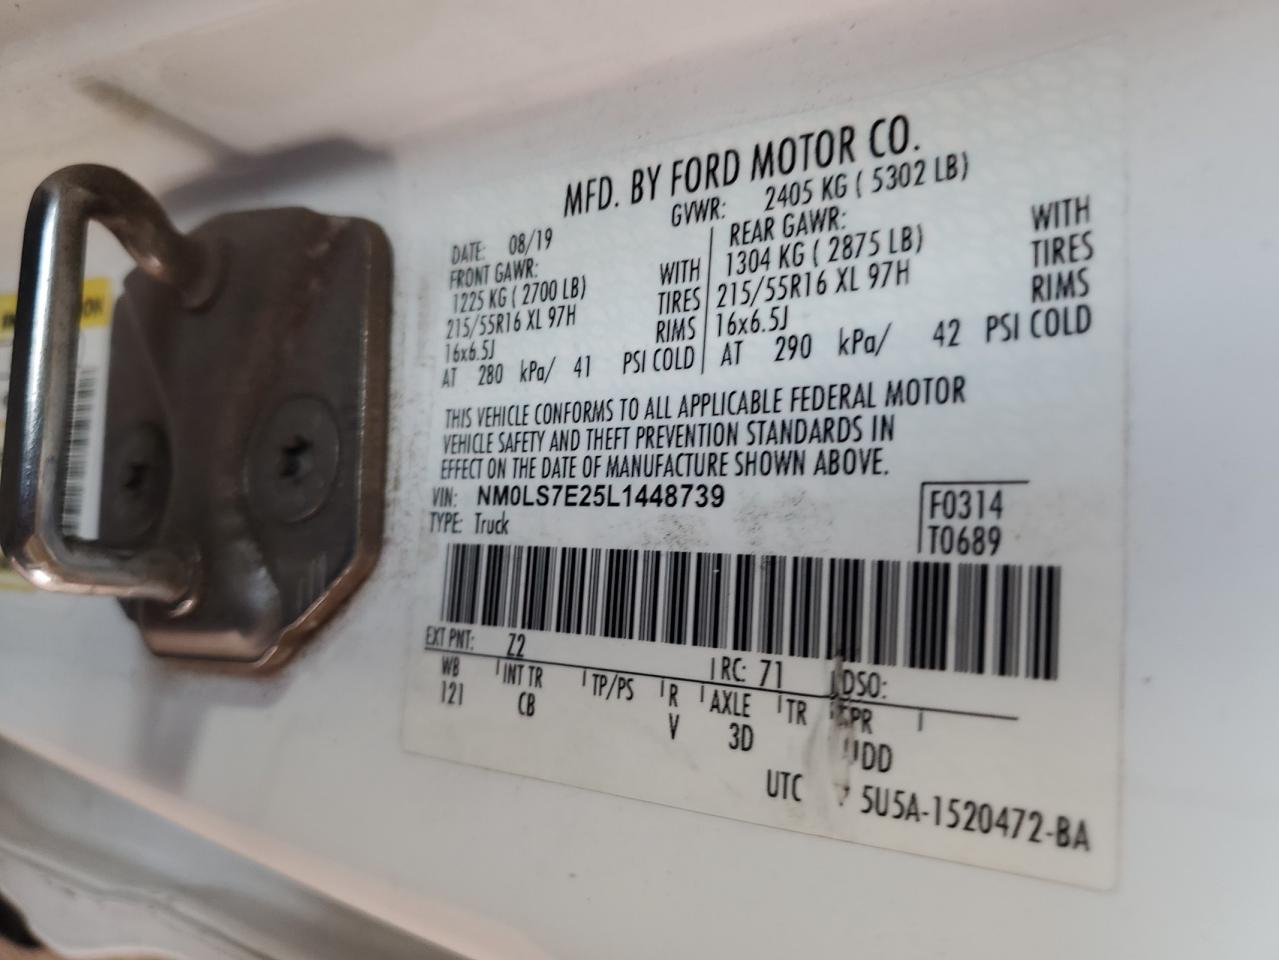 MFD. BY FORD MOTOR CO.
DATE: 08/19 GVWR: 2405 KG ( 5302 LB)
FRONT GAWR: REAR GAWR:
1225 KG ( 2700 LB) WITH 1304 KG ( 2875 LB) WITH
215/55R16 XL 97H TIRES 215/55R16 XL 97H TIRES
16x6.5J RIMS 16x6.5J RIMS
AT 280 kPa/ 41 PSI COLD AT 290 kPa/ 42 PSI COLD
THIS VEHICLE CONFORMS TO ALL APPLICABLE FEDERAL MOTOR
VEHICLE SAFETY AND THEFT PREVENTION STANDARDS IN
EFFECT ON THE DATE OF MANUFACTURE SHOWN ABOVE.
VIN: NM0LS7E25L1448739 F0314
TYPE: Truck T0689
EXT PNT: Z2 RC: 71 DSO:
WB INT TR TP/PS R AXLE TR SPR
121 CB V 3D
UTC 5U5A-1520472-BA